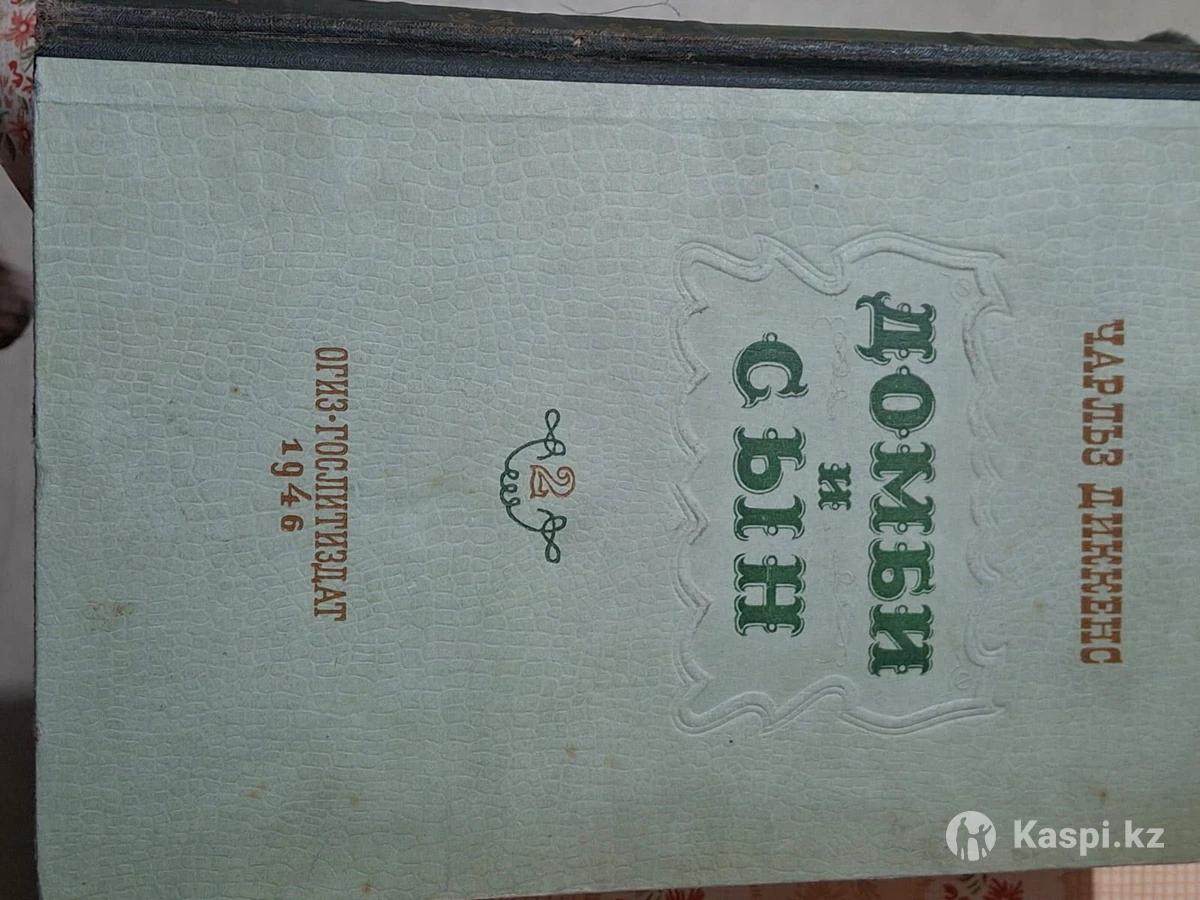 ЧАРЛЬЗ ДИККЕНС
ДОМБИ
И
СЫН
2
ОГИЗ·ГОСЛИТИЗДАТ
1946
Kaspi.kz